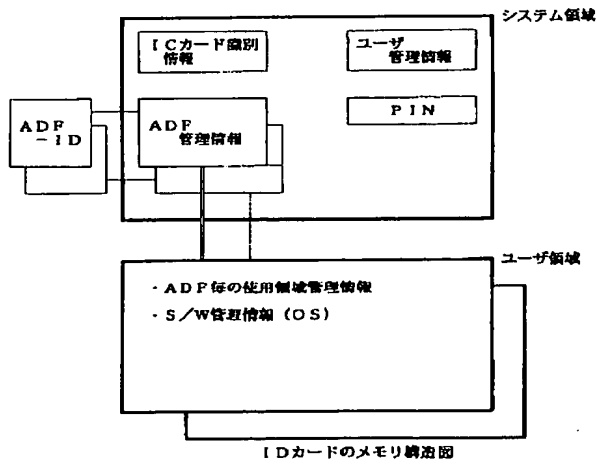 システム領域
ICカード識別
情報
ユーザ
管理情報
PIN
ADF
-ID
ADF
管理情報
ユーザ領域
・ADF毎の使用領域管理情報
・S/W管理情報(OS)
IDカードのメモリ構造図